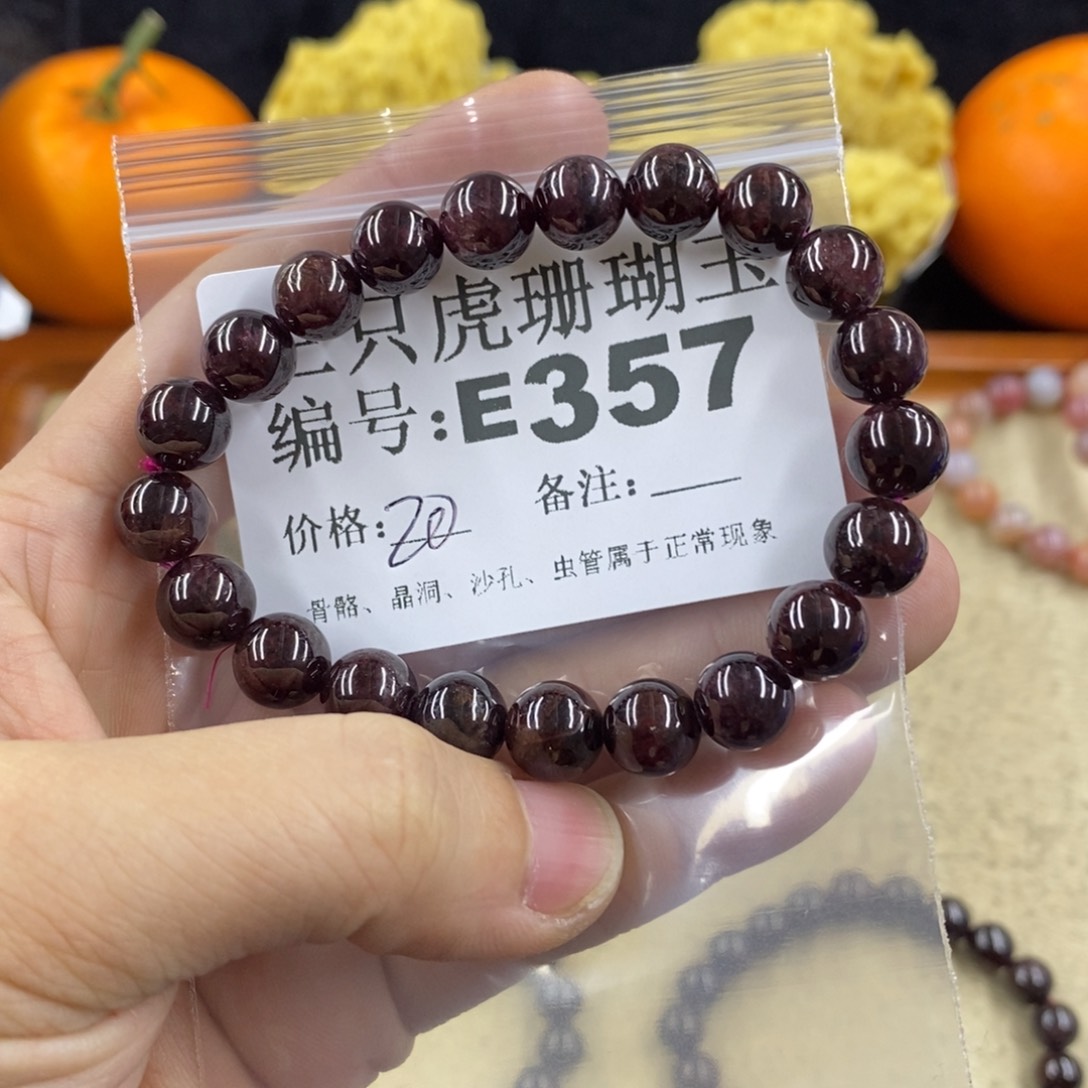 只虎珊瑚玉
编号:E357
价格:20 备注:
骨骼、晶洞、沙孔、虫管属于正常现象